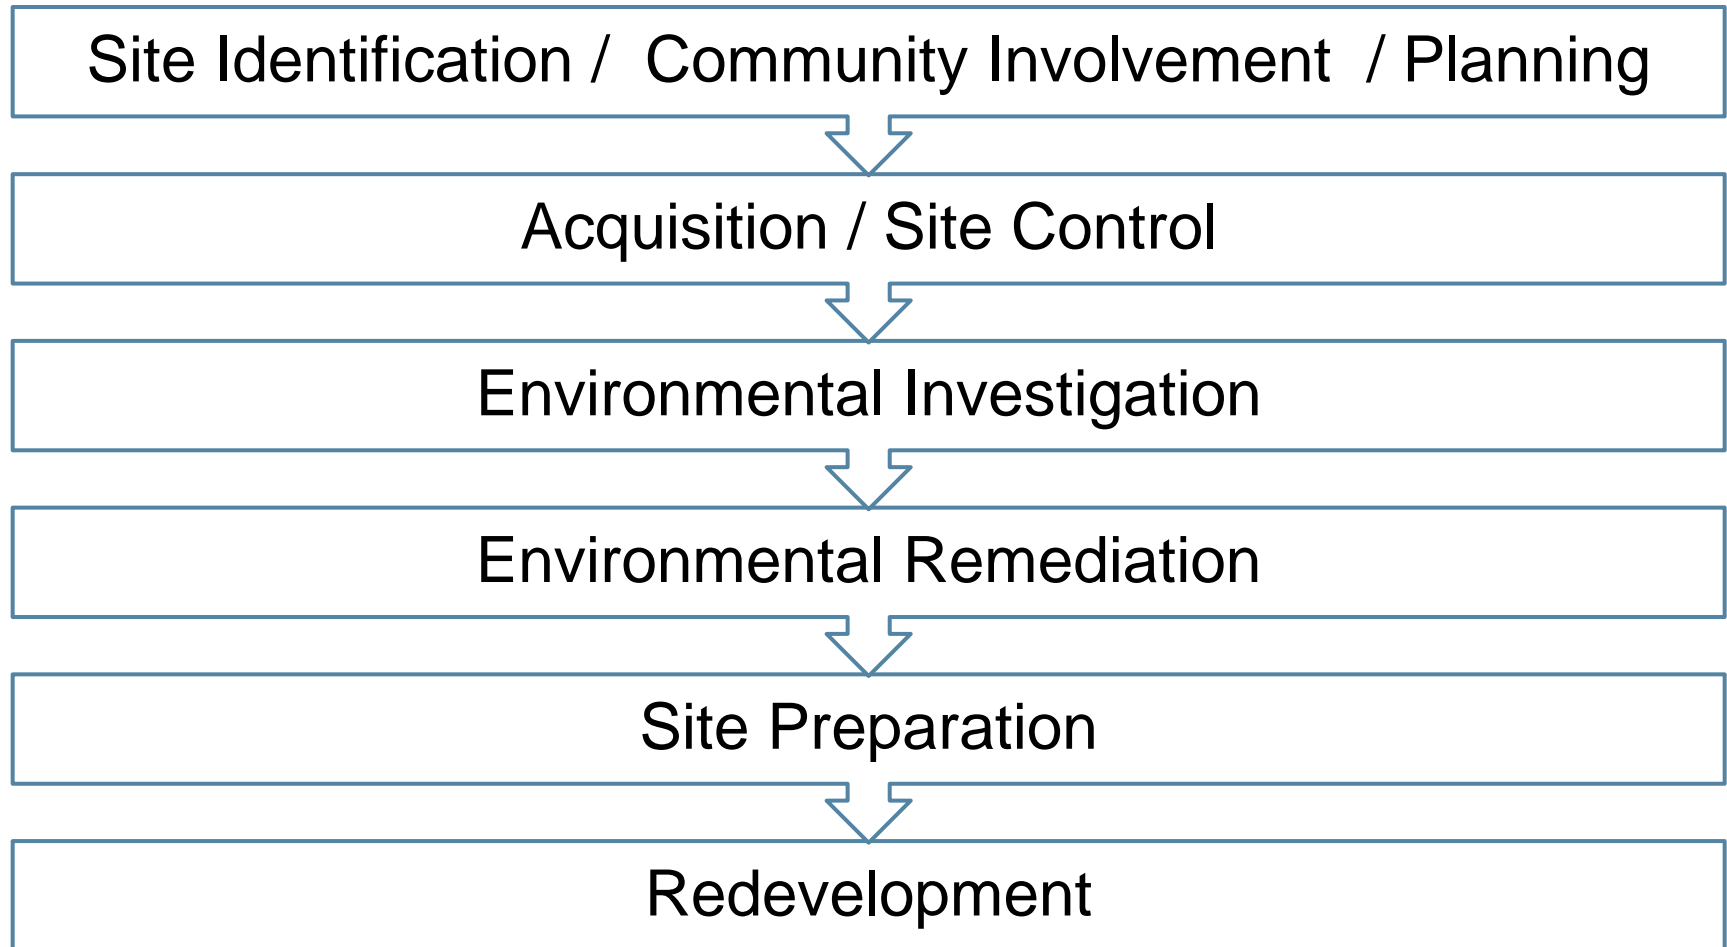 Site Identification / Community Involvement / Planning
Acquisition / Site Control
Environmental Investigation
Environmental Remediation
Site Preparation
Redevelopment